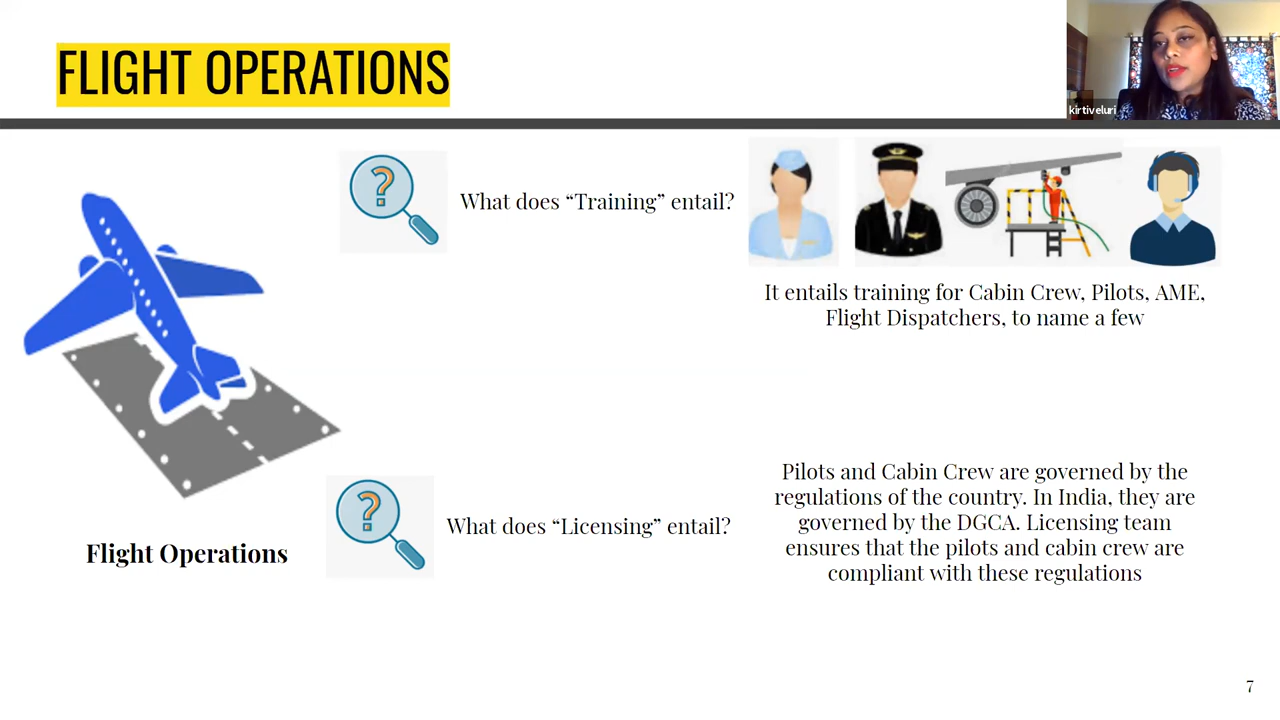 FLIGHT OPERATIONS
kirtiveluri
What does “Training” entail?
It entails training for Cabin Crew, Pilots, AME,
Flight Dispatchers, to name a few
Pilots and Cabin Crew are governed by the
regulations of the country. In India, they are
governed by the DGCA. Licensing team
ensures that the pilots and cabin crew are
compliant with these regulations
What does “Licensing” entail?
Flight Operations
7